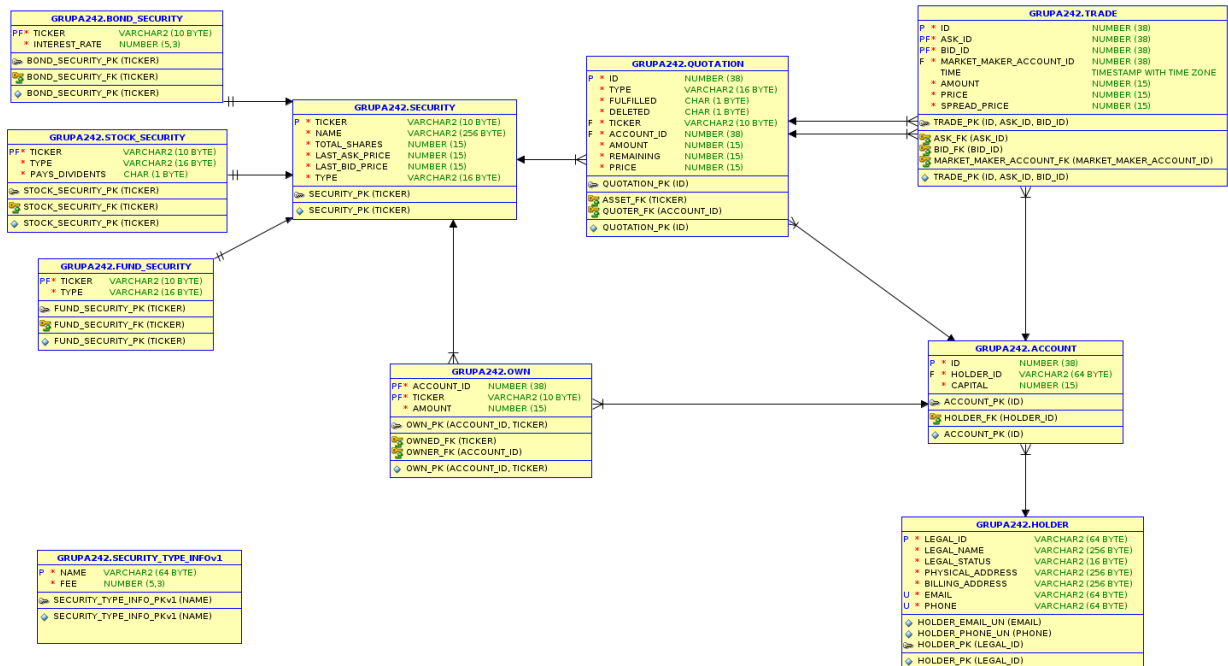 GRUPA242.BOND_SECURITY
PF* TICKER VARCHAR2 (10 BYTE)
* INTEREST_RATE NUMBER (5,3)
BOND_SECURITY_PK (TICKER)
BOND_SECURITY_FK (TICKER)
BOND_SECURITY_PK (TICKER)
GRUPA242.STOCK_SECURITY
PF* TICKER VARCHAR2 (10 BYTE)
* TYPE VARCHAR2 (16 BYTE)
* PAYS_DIVIDENTS CHAR (1 BYTE)
STOCK_SECURITY_PK (TICKER)
STOCK_SECURITY_FK (TICKER)
STOCK_SECURITY_PK (TICKER)
GRUPA242.FUND_SECURITY
PF* TICKER VARCHAR2 (10 BYTE)
* TYPE VARCHAR2 (16 BYTE)
FUND_SECURITY_PK (TICKER)
FUND_SECURITY_FK (TICKER)
FUND_SECURITY_PK (TICKER)
GRUPA242.SECURITY
P * TICKER VARCHAR2 (10 BYTE)
* NAME VARCHAR2 (256 BYTE)
* TOTAL_SHARES NUMBER (15)
* LAST_ASK_PRICE NUMBER (15)
* LAST_BID_PRICE NUMBER (15)
* TYPE VARCHAR2 (16 BYTE)
SECURITY_PK (TICKER)
SECURITY_PK (TICKER)
GRUPA242.QUOTATION
P * ID NUMBER (38)
* TYPE VARCHAR2 (16 BYTE)
* FULFILLED CHAR (1 BYTE)
* DELETED CHAR (1 BYTE)
F * TICKER VARCHAR2 (10 BYTE)
F * ACCOUNT_ID NUMBER (38)
* AMOUNT NUMBER (15)
* REMAINING NUMBER (15)
* PRICE NUMBER (15)
QUOTATION_PK (ID)
ASSET_FK (TICKER)
QUOTER_FK (ACCOUNT_ID)
QUOTATION_PK (ID)
GRUPA242.TRADE
P * ID NUMBER (38)
PF* ASK_ID NUMBER (38)
PF* BID_ID NUMBER (38)
F * MARKET_MAKER_ACCOUNT_ID NUMBER (38)
TIME TIMESTAMP WITH TIME ZONE
* AMOUNT NUMBER (15)
* PRICE NUMBER (15)
* SPREAD_PRICE NUMBER (15)
TRADE_PK (ID, ASK_ID, BID_ID)
ASK_FK (ASK_ID)
BID_FK (BID_ID)
MARKET_MAKER_ACCOUNT_FK (MARKET_MAKER_ACCOUNT_ID)
TRADE_PK (ID, ASK_ID, BID_ID)
GRUPA242.OWN
PF* ACCOUNT_ID NUMBER (38)
PF* TICKER VARCHAR2 (10 BYTE)
* AMOUNT NUMBER (15)
OWN_PK (ACCOUNT_ID, TICKER)
OWNED_FK (TICKER)
OWNER_FK (ACCOUNT_ID)
OWN_PK (ACCOUNT_ID, TICKER)
GRUPA242.ACCOUNT
P * ID NUMBER (38)
F * HOLDER_ID VARCHAR2 (64 BYTE)
* CAPITAL NUMBER (15)
ACCOUNT_PK (ID)
HOLDER_FK (HOLDER_ID)
ACCOUNT_PK (ID)
GRUPA242.SECURITY_TYPE_INFOv1
P * NAME VARCHAR2 (64 BYTE)
* FEE NUMBER (5,3)
SECURITY_TYPE_INFO_PKv1 (NAME)
SECURITY_TYPE_INFO_PKv1 (NAME)
GRUPA242.HOLDER
P * LEGAL_ID VARCHAR2 (64 BYTE)
* LEGAL_NAME VARCHAR2 (256 BYTE)
* LEGAL_STATUS VARCHAR2 (16 BYTE)
* PHYSICAL_ADDRESS VARCHAR2 (256 BYTE)
* BILLING_ADDRESS VARCHAR2 (256 BYTE)
U * EMAIL VARCHAR2 (64 BYTE)
U * PHONE VARCHAR2 (64 BYTE)
HOLDER_EMAIL_UN (EMAIL)
HOLDER_PHONE_UN (PHONE)
HOLDER_PK (LEGAL_ID)
HOLDER_PK (LEGAL_ID)